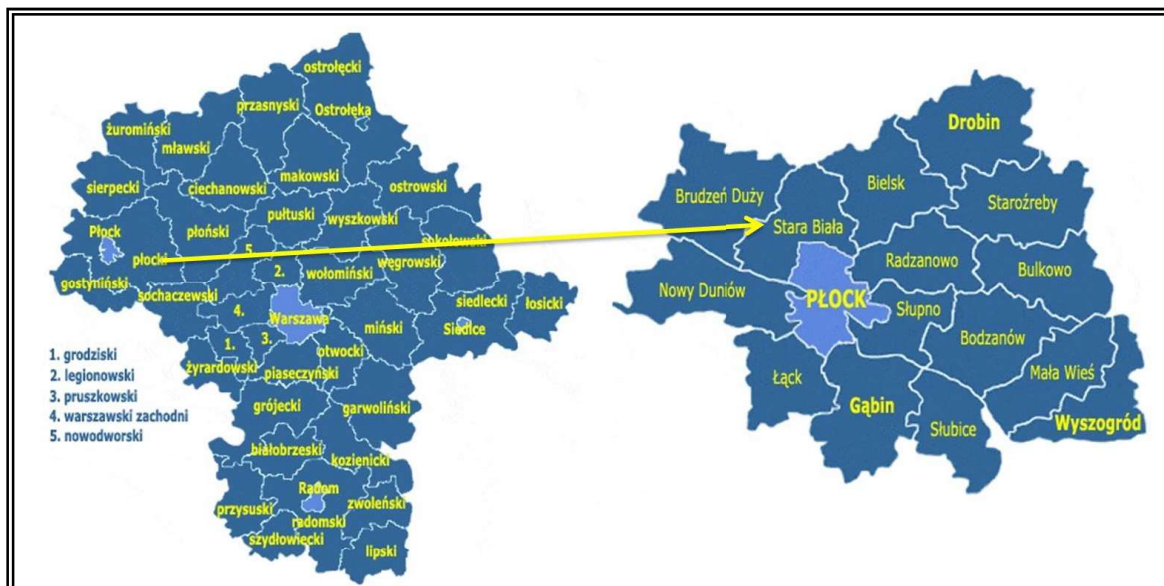 ostrołęcki
przasnyski
Ostrołęka
żuromiński
mławski
makowski
sierpecki
ciechanowski
ostrowski
pułtuski
wyszkowski
Płock
płoński
sokołowski
płocki
5.
węgrowski
2.
wołomiński
gostyniński
sochaczewski
siedlecki
łosicki
4.
Warszawa
miński
Siedlce
1.
3.
otwocki
żyrardowski
piaseczyński
1. grodziski
2. legionowski
3. pruszkowski
4. warszawski zachodni
5. nowodworski
grójecki
garwoliński
białobrzeski
kozienicki
Radom
przysuski
zwoleński
radomski
szydłowiecki
lipski
Drobin
Bielsk
Brudzeń Duży
Staroźreby
Stara Biała
Radzanowo
Bulkowo
Nowy Duniów
PŁOCK
Słupno
Bodzanów
Łąck
Mała Wieś
Gąbin
Słubice
Wyszogród